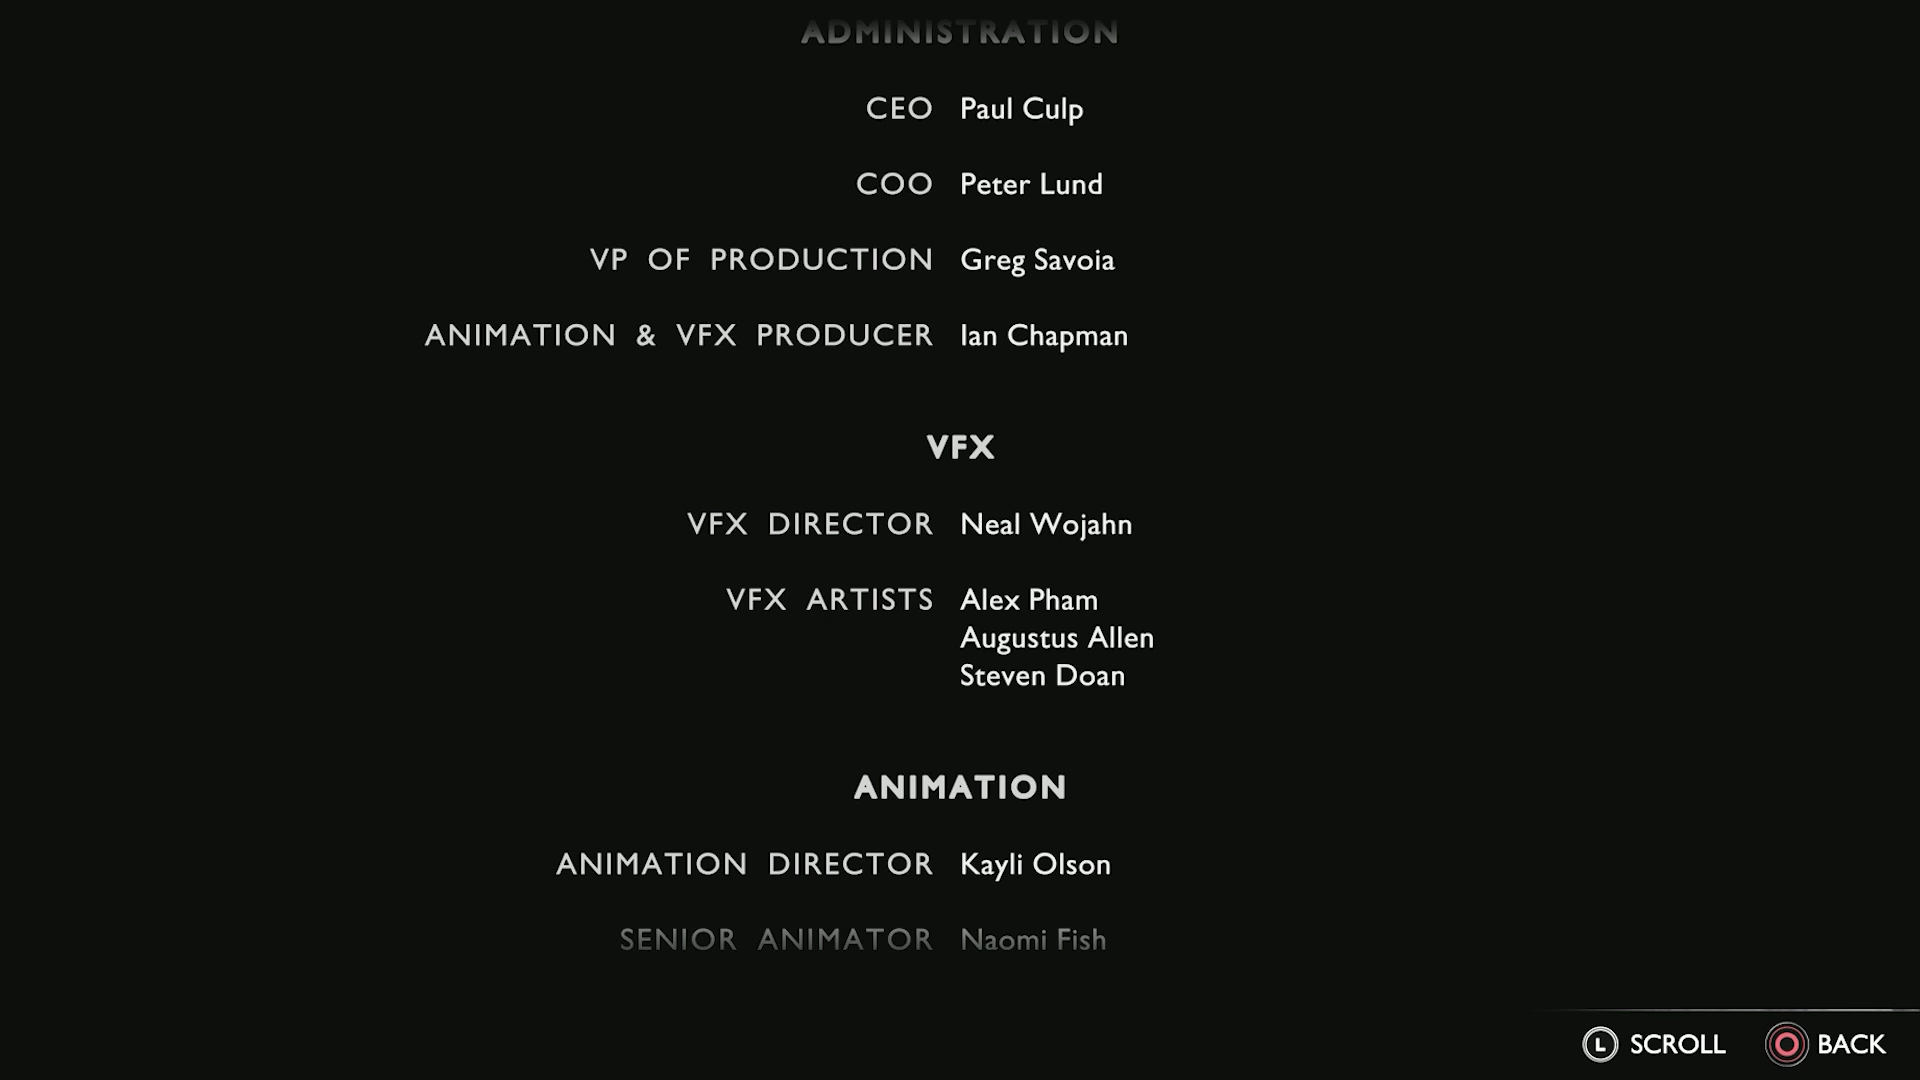 ADMINISTRATION
CEO Paul Culp
COO Peter Lund
VP OF PRODUCTION Greg Savoia
ANIMATION & VFX PRODUCER Ian Chapman
VFX
VFX DIRECTOR Neal Wojahn
VFX ARTISTS Alex Pham
Augustus Allen
Steven Doan
ANIMATION
ANIMATION DIRECTOR Kayli Olson
SENIOR ANIMATOR Naomi Fish
L SCROLL BACK